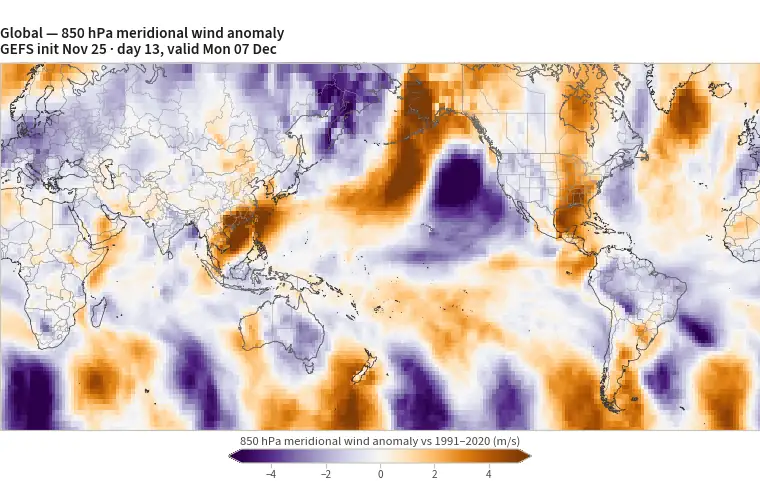 Global — 850 hPa meridional wind anomaly
GEFS init Nov 25 · day 13, valid Mon 07 Dec
850 hPa meridional wind anomaly vs 1991–2020 (m/s)
−4 −2 0 2 4